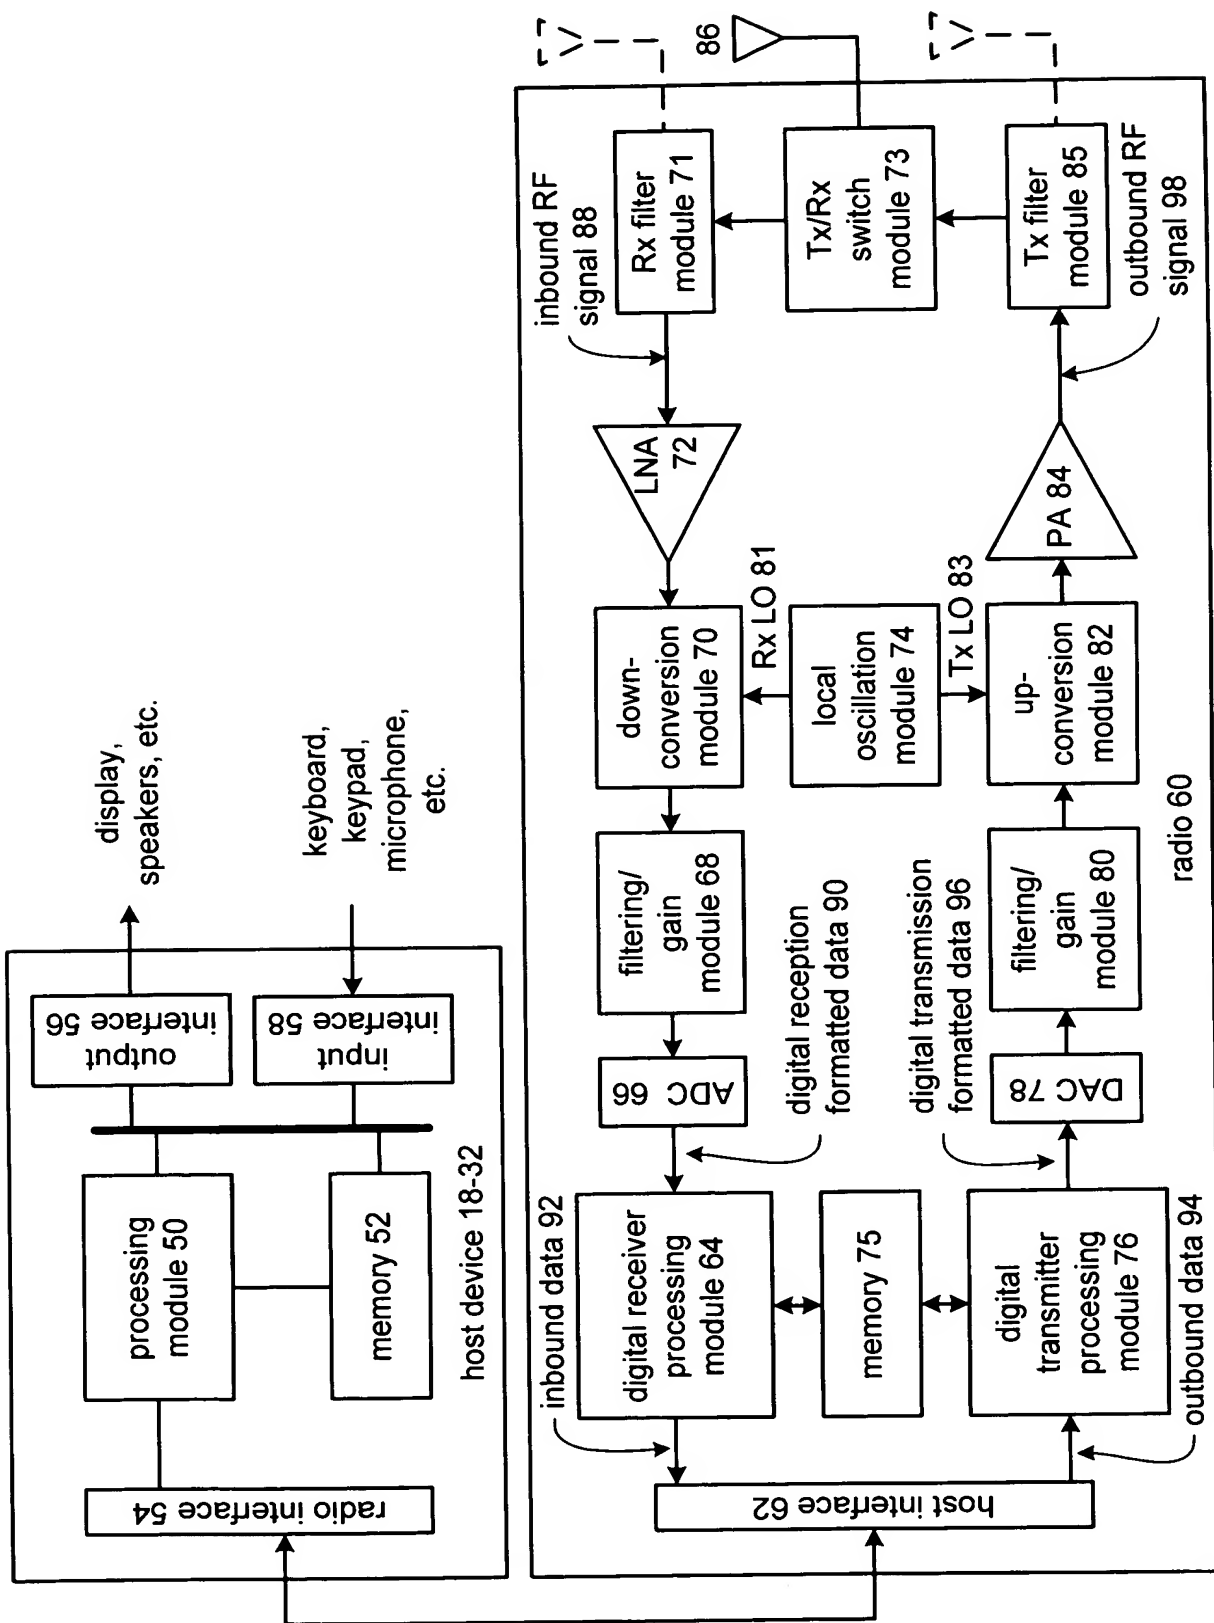 radio interface 54
processing
module 50
memory 52
output
interface 56
input
interface 58
display,
speakers, etc.
keyboard,
keypad,
microphone,
etc.
host device 18-32
host interface 62
inbound data 92
digital receiver
processing
module 64
memory 75
digital
transmitter
processing
module 76
outbound data 94
ADC 66
digital reception
formatted data 90
digital transmission
formatted data 96
DAC 78
filtering/
gain
module 68
filtering/
gain
module 80
down-
conversion
module 70
Rx LO 81
local
oscillation
module 74
Tx LO 83
up-
conversion
module 82
radio 60
LNA
72
PA 84
inbound RF
signal 88
Rx filter
module 71
Tx/Rx
switch
module 73
Tx filter
module 85
outbound RF
signal 98
86